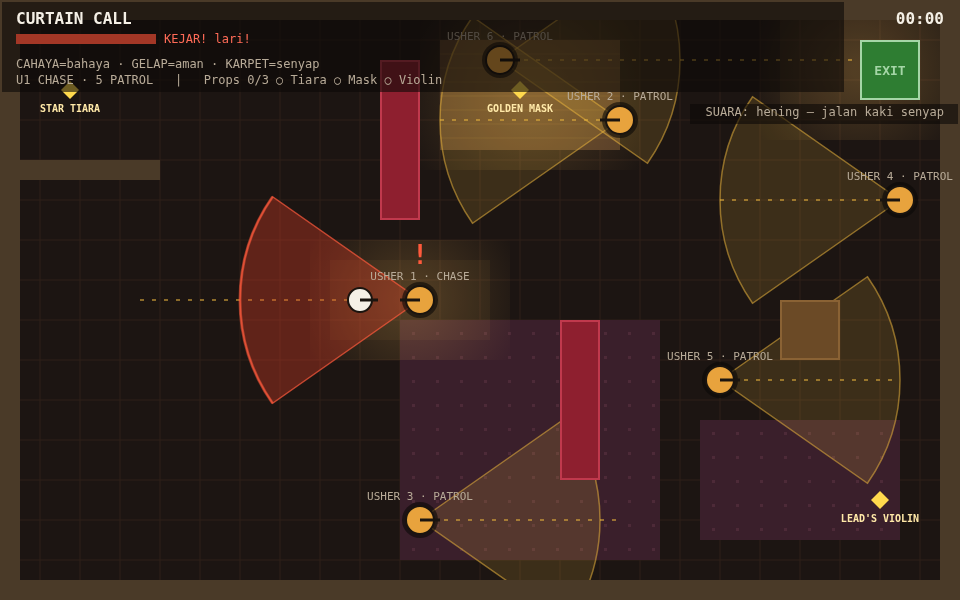 CURTAIN CALL
00:00
KEJAR! lari!
CAHAYA=bahaya · GELAP=aman · KARPET=senyap
U1 CHASE · 5 PATROL | Props 0/3 ○ Tiara ○ Mask ○ Violin
USHER 6 · PATROL
EXIT
USHER 2 · PATROL
STAR TIARA
GOLDEN MASK
SUARA: hening — jalan kaki senyap
USHER 4 · PATROL
!
USHER 1 · CHASE
USHER 5 · PATROL
USHER 3 · PATROL
LEAD'S VIOLIN